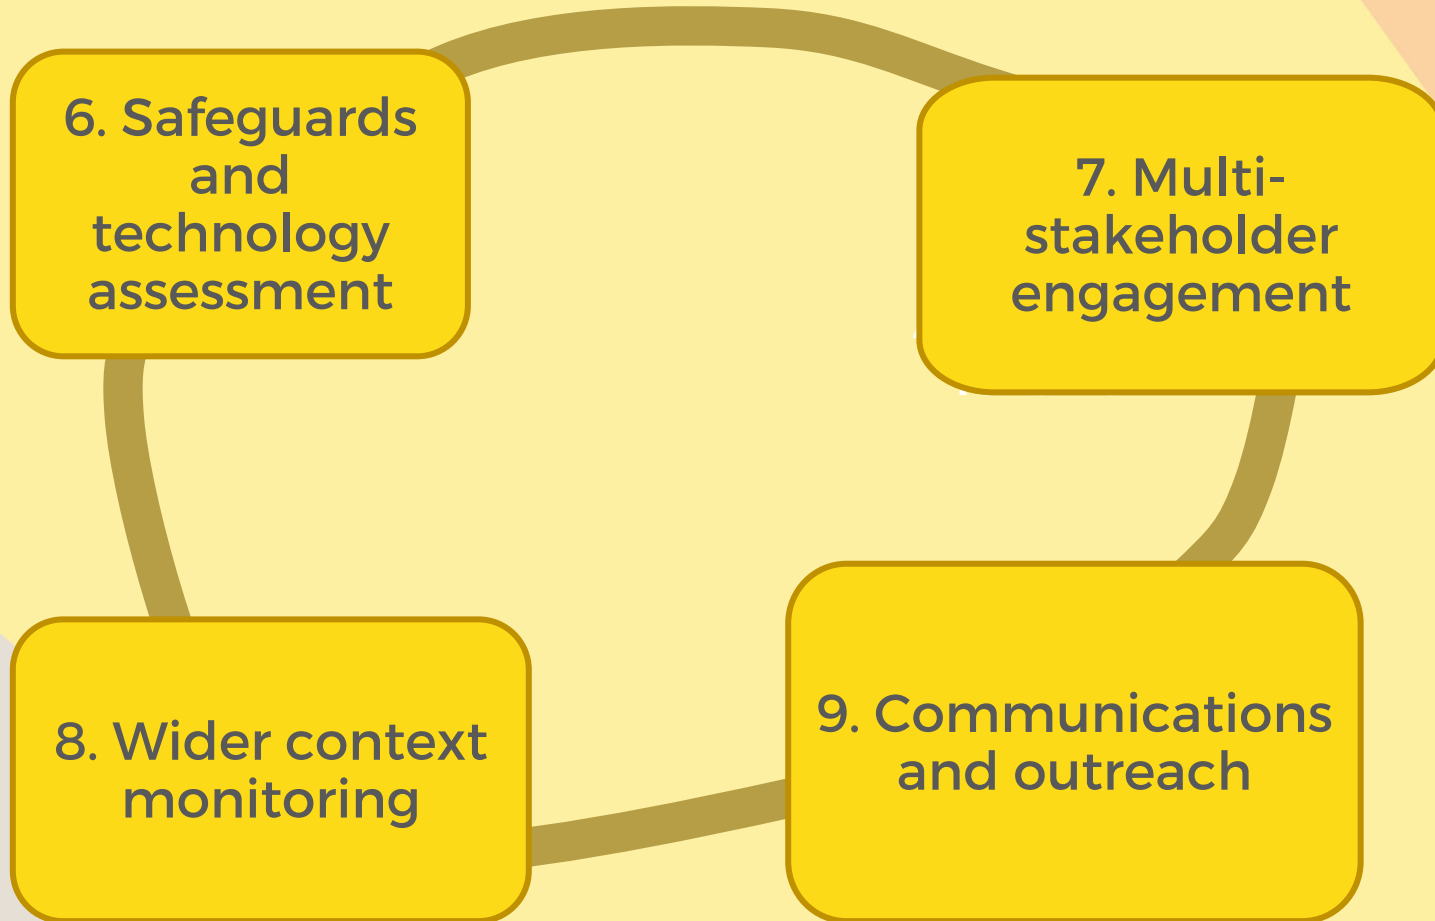 6. Safeguards
and
technology
assessment
7. Multi-
stakeholder
engagement
8. Wider context
monitoring
9. Communications
and outreach